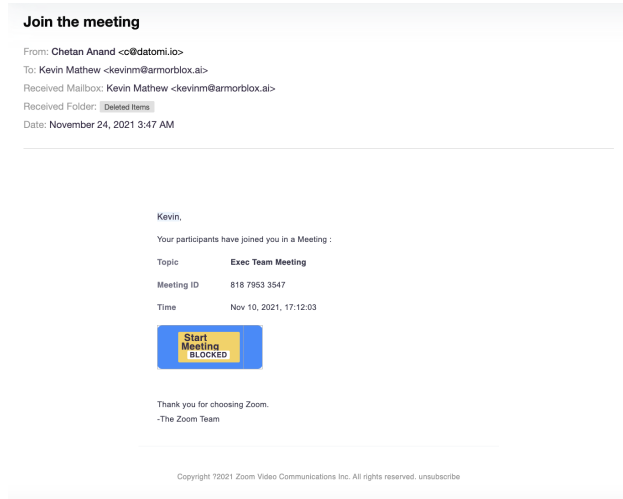 Join the meeting
From: Chetan Anand <c@datomi.io>
To: Kevin Mathew <kevinm@armorblox.ai>
Received Mailbox: Kevin Mathew <kevinm@armorblox.ai>
Received Folder: Deleted Items
Date: November 24, 2021 3:47 AM
Kevin,
Your participants have joined you in a Meeting :
Topic Exec Team Meeting
Meeting ID 818 7953 3547
Time Nov 10, 2021, 17:12:03
Start
Meeting
BLOCKED
Thank you for choosing Zoom.
-The Zoom Team
Copyright ?2021 Zoom Video Communications Inc. All rights reserved. unsubscribe